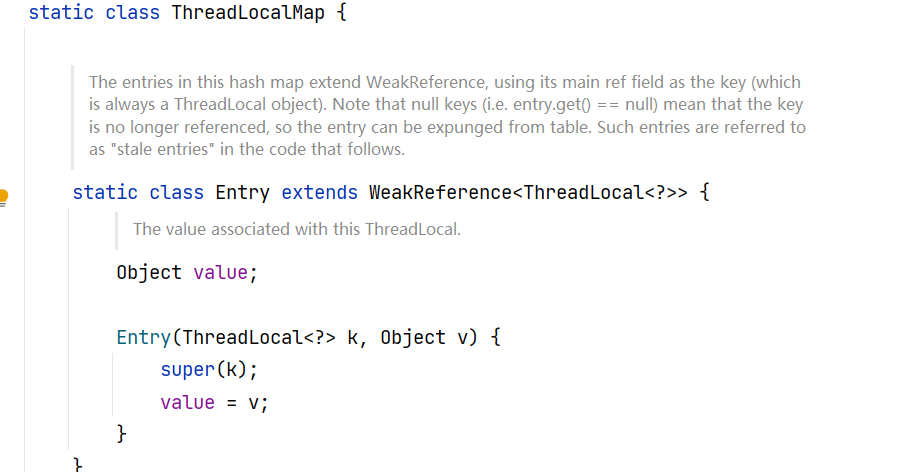 static class ThreadLocalMap {
The entries in this hash map extend WeakReference, using its main ref field as the key (which
is always a ThreadLocal object). Note that null keys (i.e. entry.get() == null) mean that the key
is no longer referenced, so the entry can be expunged from table. Such entries are referred to
as "stale entries" in the code that follows.
static class Entry extends WeakReference<ThreadLocal<?>> {
The value associated with this ThreadLocal.
Object value;
Entry(ThreadLocal<?> k, Object v) {
super(k);
value = v;
}
}